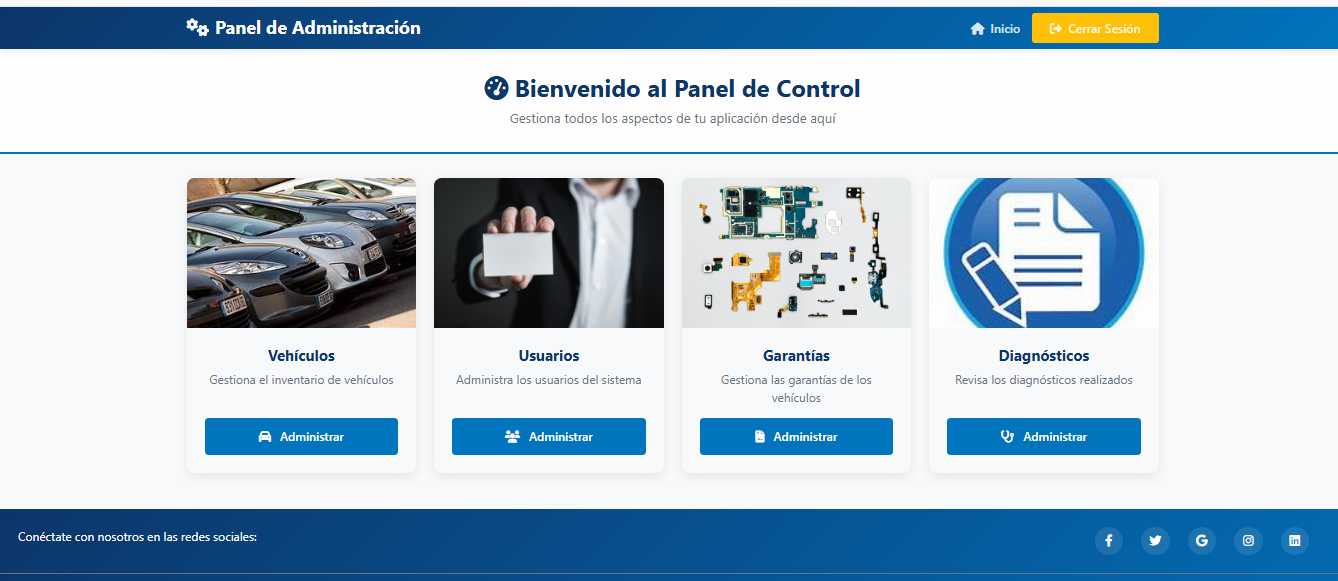 Panel de Administración
Inicio
Cerrar Sesión
Bienvenido al Panel de Control
Gestiona todos los aspectos de tu aplicación desde aquí
Vehículos
Gestiona el inventario de vehículos
Administrar
Usuarios
Administra los usuarios del sistema
Administrar
Garantías
Gestiona las garantías de los
vehículos
Administrar
Diagnósticos
Revisa los diagnósticos realizados
Administrar
Conéctate con nosotros en las redes sociales: